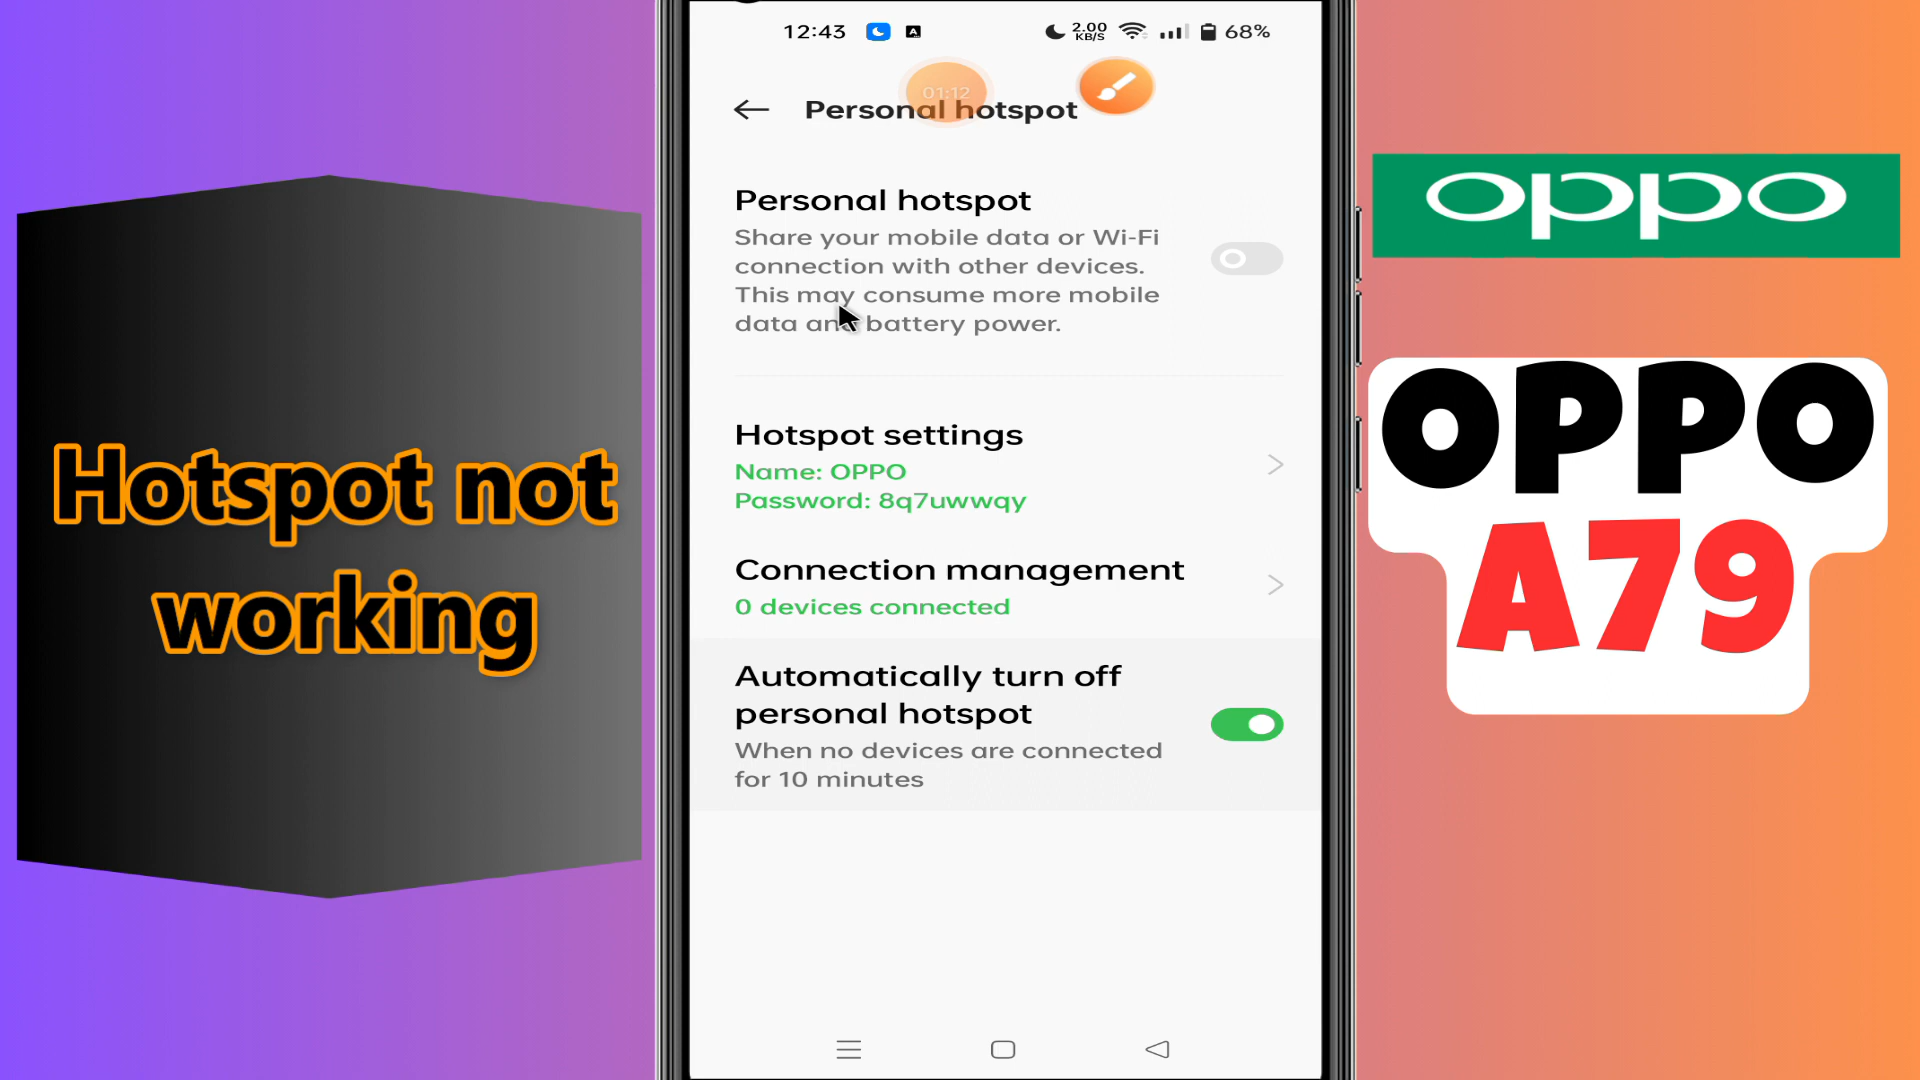 12:43
A
2.00
KB/S
68%
01:12
Personal hotspot
Personal hotspot
Share your mobile data or Wi-Fi
connection with other devices.
This may consume more mobile
data and battery power.
Hotspot settings
Name: OPPO
Password: 8q7uwwqy
Connection management
0 devices connected
Automatically turn off
personal hotspot
When no devices are connected
for 10 minutes
Hotspot not
working
oppo
OPPO
A79